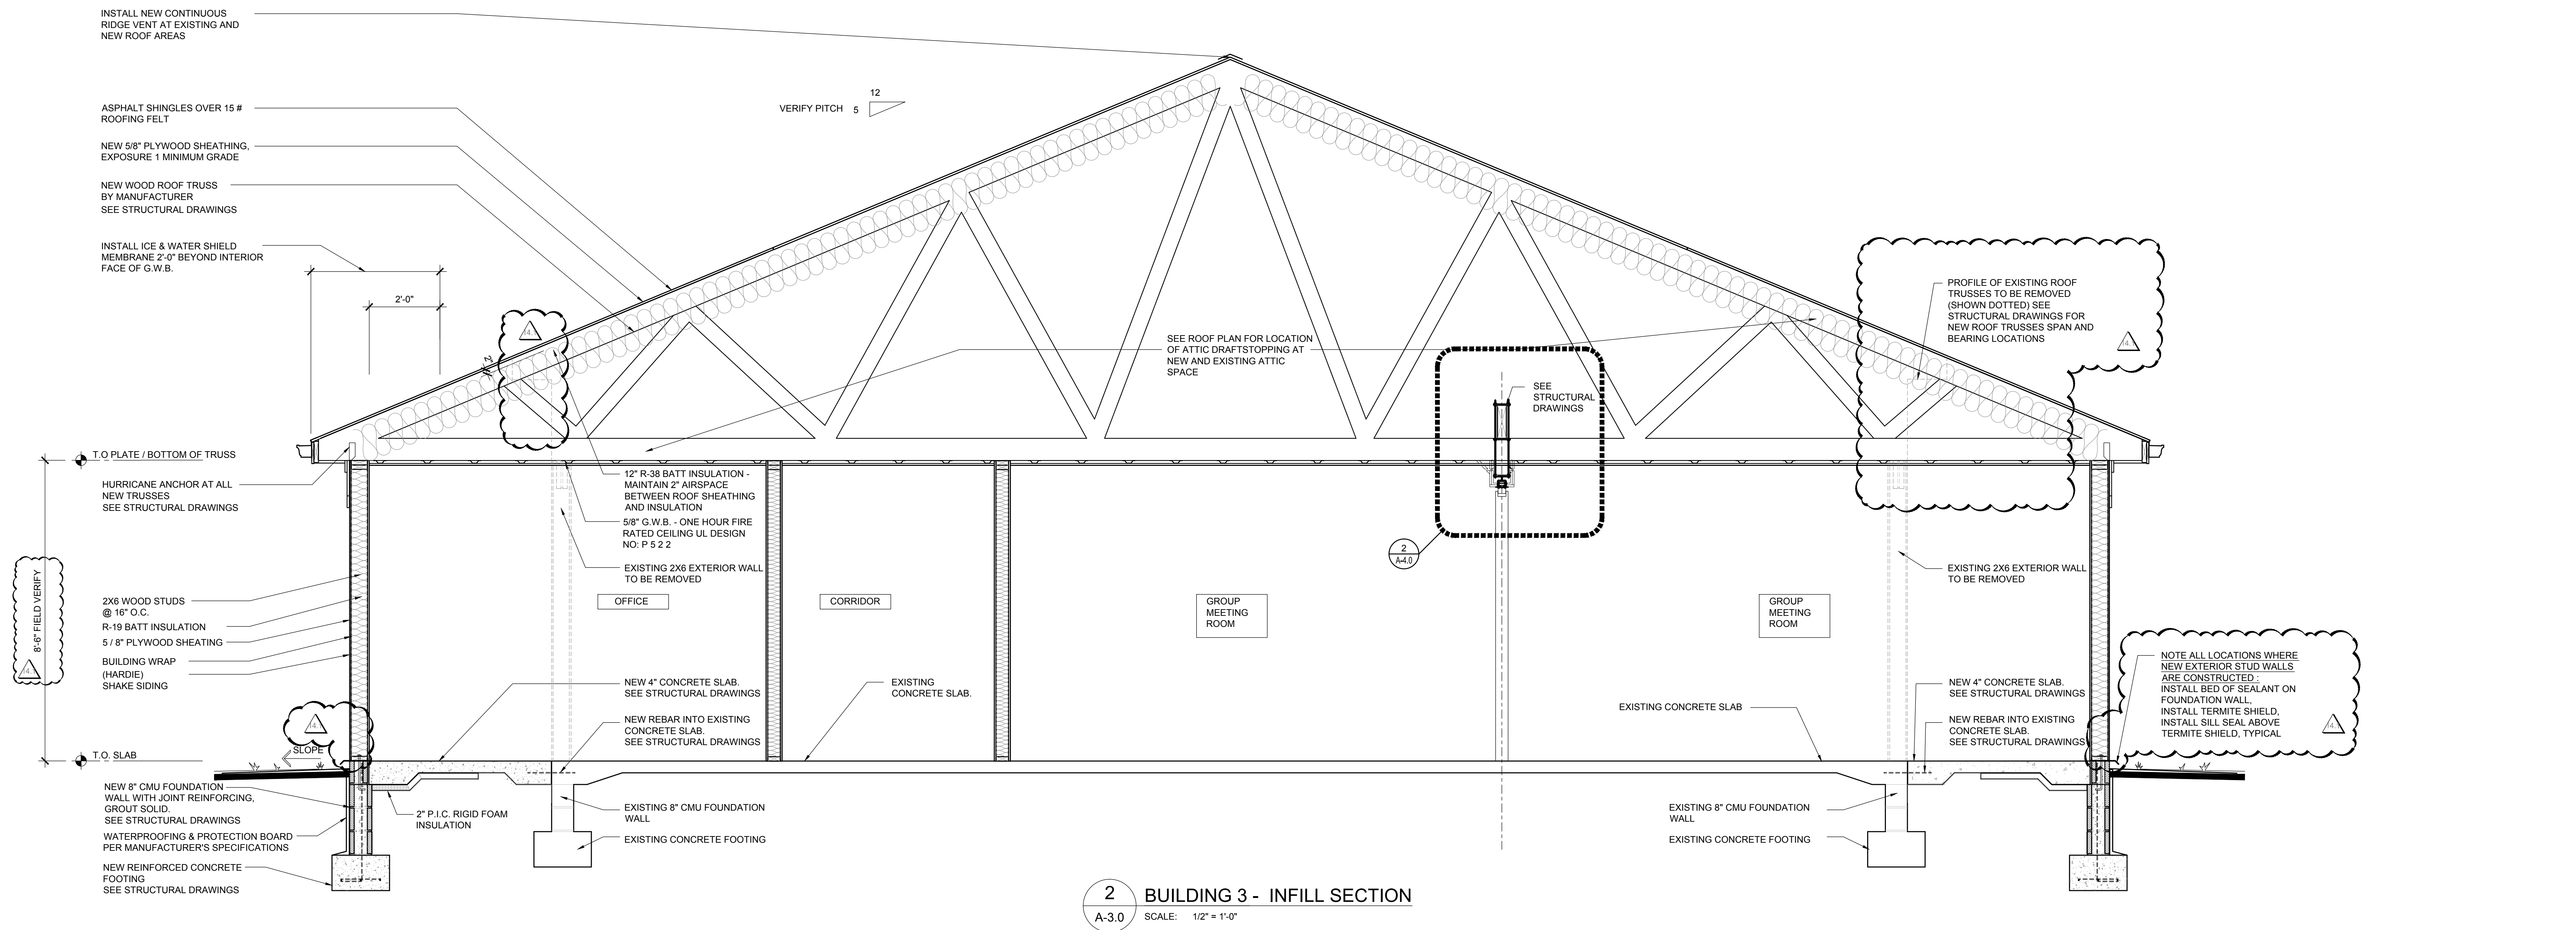 INSTALL NEW CONTINUOUS
RIDGE VENT AT EXISTING AND
NEW ROOF AREAS
12
VERIFY PITCH 5
ASPHALT SHINGLES OVER 15 #
ROOFING FELT
NEW 5/8" PLYWOOD SHEATHING,
EXPOSURE 1 MINIMUM GRADE
NEW WOOD ROOF TRUSS
BY MANUFACTURER
SEE STRUCTURAL DRAWINGS
INSTALL ICE & WATER SHIELD
MEMBRANE 2'-0" BEYOND INTERIOR
FACE OF G.W.B.
2'-0"
SEE ROOF PLAN FOR LOCATION
OF ATTIC DRAFTSTOPPING AT
NEW AND EXISTING ATTIC
SPACE
SEE
STRUCTURAL
DRAWINGS
PROFILE OF EXISTING ROOF
TRUSSES TO BE REMOVED
(SHOWN DOTTED) SEE
STRUCTURAL DRAWINGS FOR
NEW ROOF TRUSSES SPAN AND
BEARING LOCATIONS
T.O PLATE / BOTTOM OF TRUSS
HURRICANE ANCHOR AT ALL
NEW TRUSSES
SEE STRUCTURAL DRAWINGS
12" R-38 BATT INSULATION -
MAINTAIN 2" AIRSPACE
BETWEEN ROOF SHEATHING
AND INSULATION
5/8" G.W.B. - ONE HOUR FIRE
RATED CEILING UL DESIGN
NO: P 5 2 2
EXISTING 2X6 EXTERIOR WALL
TO BE REMOVED
2
A-4.0
EXISTING 2X6 EXTERIOR WALL
TO BE REMOVED
8'-6" FIELD VERIFY
2X6 WOOD STUDS
@ 16" O.C.
R-19 BATT INSULATION
5 / 8" PLYWOOD SHEATING
BUILDING WRAP
(HARDIE)
SHAKE SIDING
OFFICE
CORRIDOR
GROUP
MEETING
ROOM
GROUP
MEETING
ROOM
NOTE ALL LOCATIONS WHERE
NEW EXTERIOR STUD WALLS
ARE CONSTRUCTED :
INSTALL BED OF SEALANT ON
FOUNDATION WALL,
INSTALL TERMITE SHIELD,
INSTALL SILL SEAL ABOVE
TERMITE SHIELD, TYPICAL
NEW 4" CONCRETE SLAB.
SEE STRUCTURAL DRAWINGS
NEW REBAR INTO EXISTING
CONCRETE SLAB.
SEE STRUCTURAL DRAWINGS
EXISTING
CONCRETE SLAB.
EXISTING CONCRETE SLAB
NEW 4" CONCRETE SLAB.
SEE STRUCTURAL DRAWINGS
NEW REBAR INTO EXISTING
CONCRETE SLAB.
SEE STRUCTURAL DRAWINGS
T.O. SLAB
SLOPE
NEW 8" CMU FOUNDATION
WALL WITH JOINT REINFORCING,
GROUT SOLID.
SEE STRUCTURAL DRAWINGS
WATERPROOFING & PROTECTION BOARD
PER MANUFACTURER'S SPECIFICATIONS
NEW REINFORCED CONCRETE
FOOTING
SEE STRUCTURAL DRAWINGS
2" P.I.C. RIGID FOAM
INSULATION
EXISTING 8" CMU FOUNDATION
WALL
EXISTING CONCRETE FOOTING
EXISTING 8" CMU FOUNDATION
WALL
EXISTING CONCRETE FOOTING
2
A-3.0
BUILDING 3 - INFILL SECTION
SCALE: 1/2" = 1'-0"